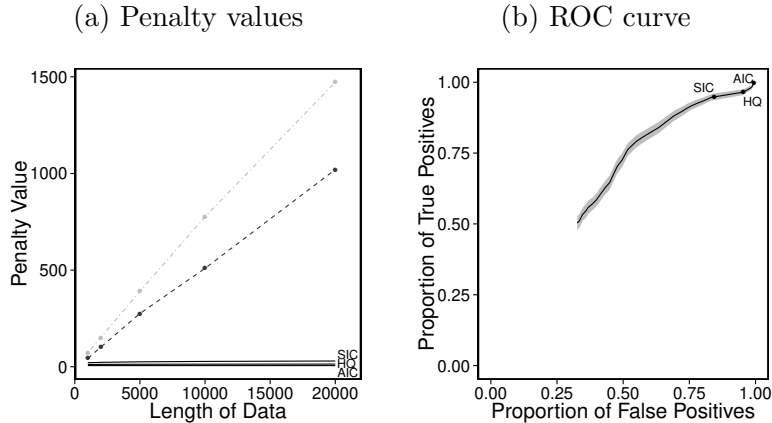 (a) Penalty values
1500
1000
500
0
Penalty Value
SIC
HQ
AIC
0 5000 10000 15000 20000
Length of Data
(b) ROC curve
1.00
0.75
0.50
0.25
0.00
Proportion of True Positives
SIC
AIC
HQ
0.00 0.25 0.50 0.75 1.00
Proportion of False Positives